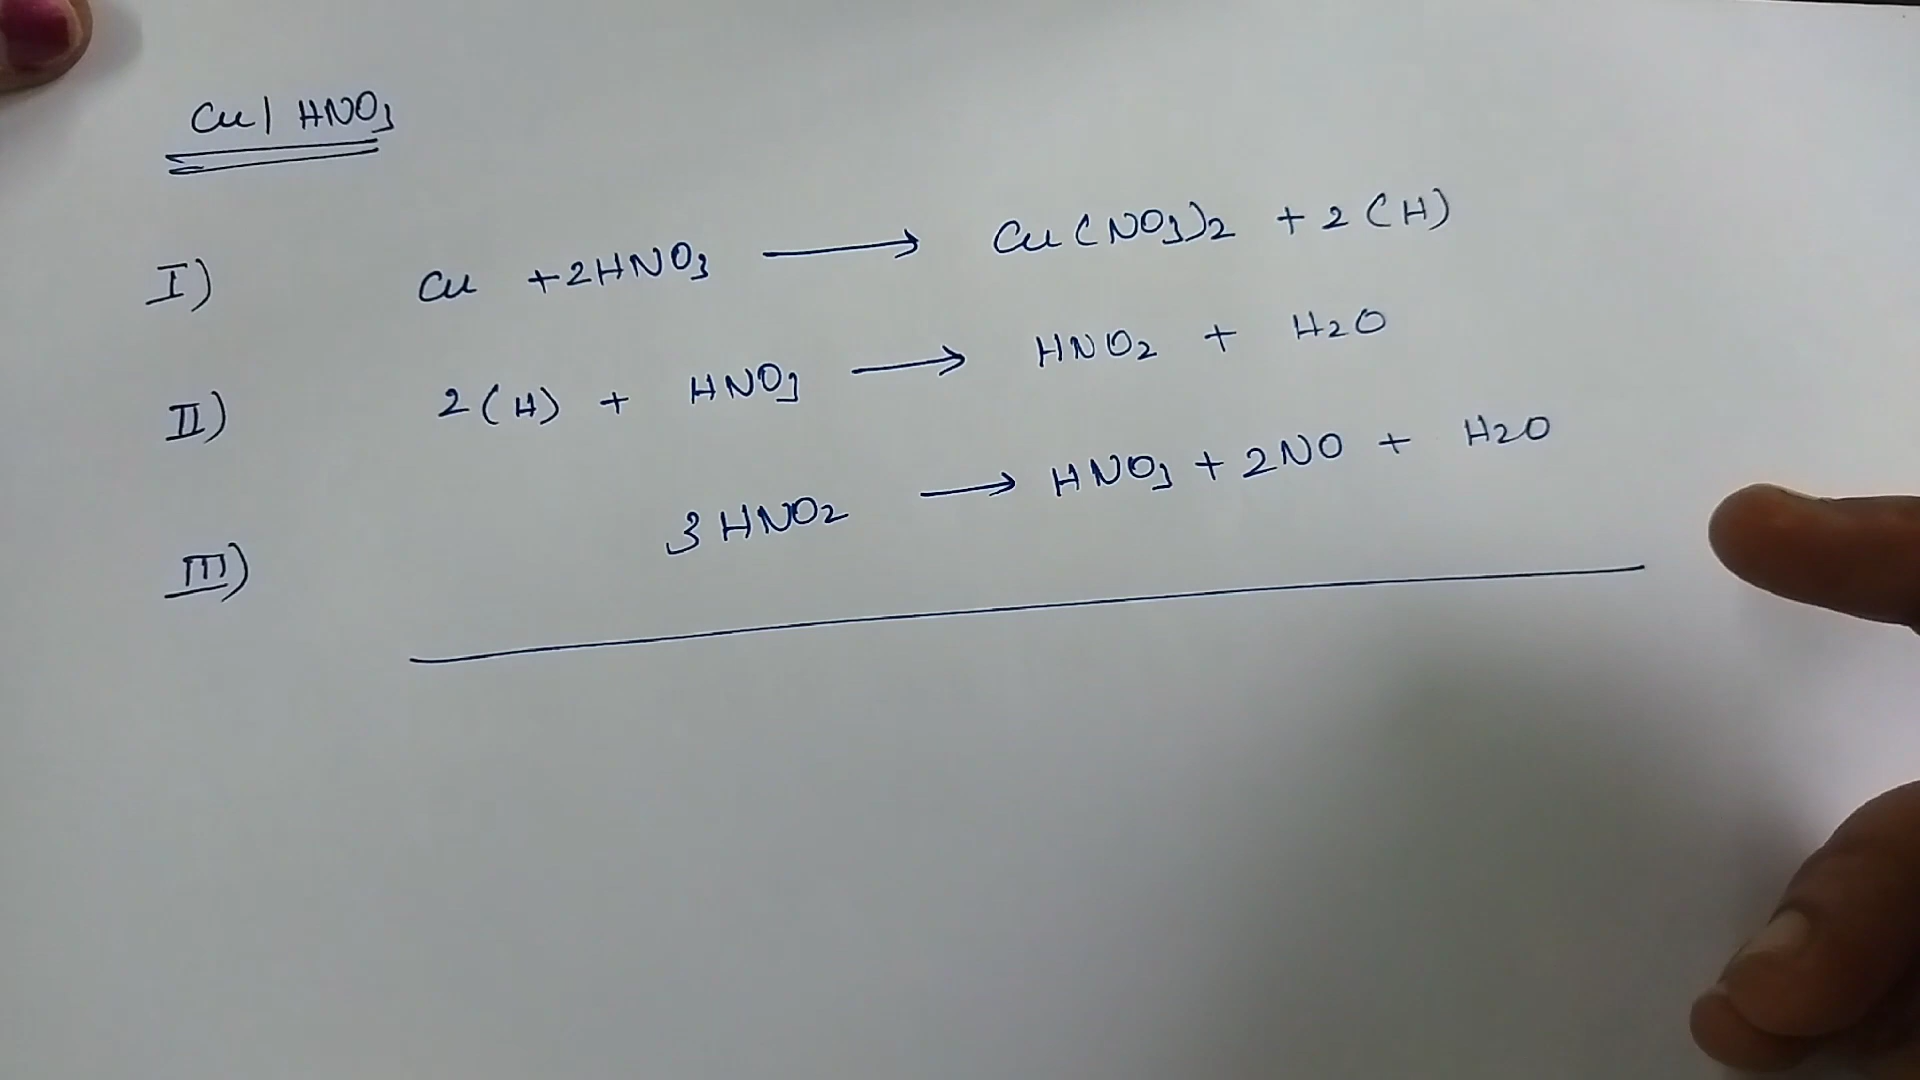 Cu | HNO3
I) Cu + 2HNO3 ⟶ Cu(NO3)2 + 2(H)
II) 2(H) + HNO3 ⟶ HNO2 + H2O
III) 3HNO2 ⟶ HNO3 + 2NO + H2O